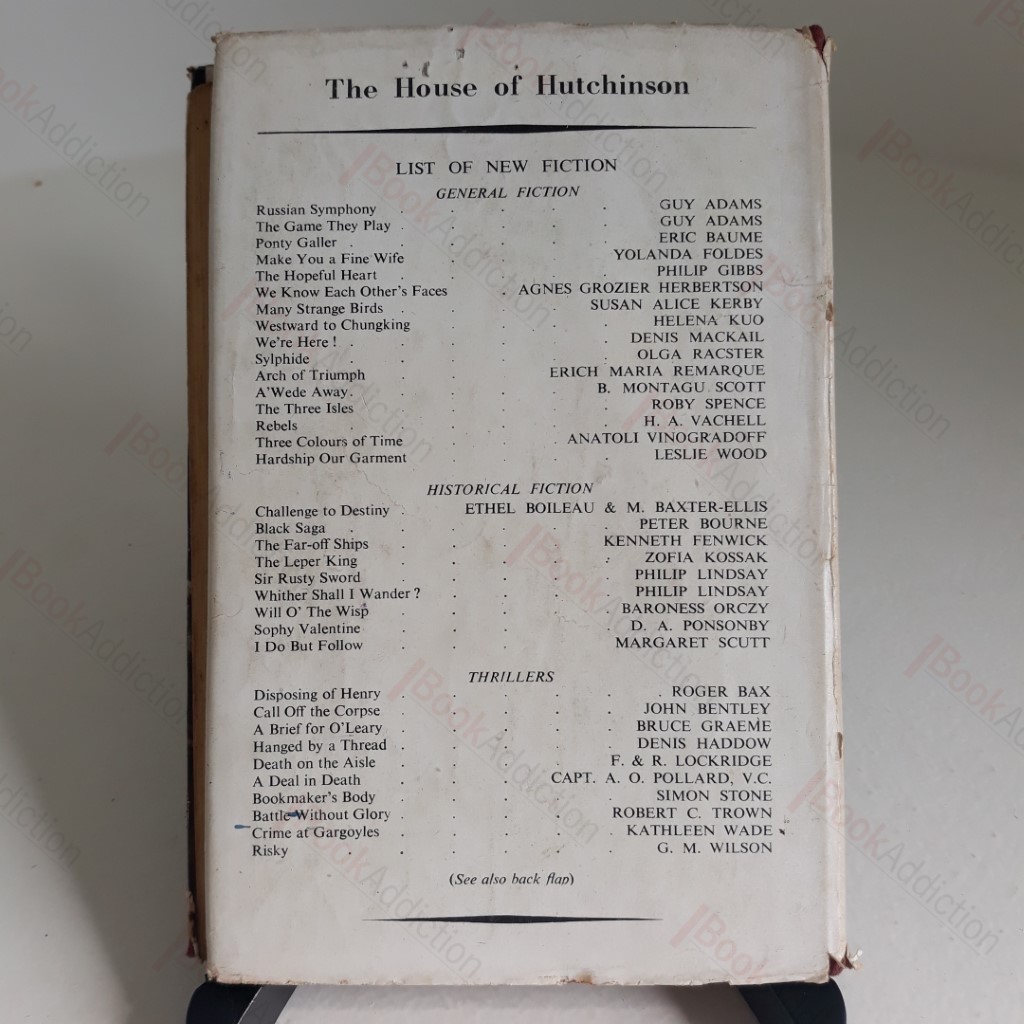 The House of Hutchinson
LIST OF NEW FICTION
GENERAL FICTION
Russian Symphony . . . . . GUY ADAMS
The Game They Play . . . . . GUY ADAMS
Ponty Galler . . . . . ERIC BAUME
Make You a Fine Wife . . . . YOLANDA FOLDES
The Hopeful Heart . . . . . PHILIP GIBBS
We Know Each Other's Faces . AGNES GROZIER HERBERTSON
Many Strange Birds . . . . SUSAN ALICE KERBY
Westward to Chungking . . . . HELENA KUO
We're Here ! . . . . . DENIS MACKAIL
Sylphide . . . . . OLGA RACSTER
Arch of Triumph . . . ERICH MARIA REMARQUE
A'Wede Away . . . . . B. MONTAGU SCOTT
The Three Isles . . . . . ROBY SPENCE
Rebels . . . . . H. A. VACHELL
Three Colours of Time . . . ANATOLI VINOGRADOFF
Hardship Our Garment . . . . LESLIE WOOD
HISTORICAL FICTION
Challenge to Destiny . ETHEL BOILEAU & M. BAXTER-ELLIS
Black Saga . . . . . PETER BOURNE
The Far-off Ships . . . . KENNETH FENWICK
The Leper King . . . . . ZOFIA KOSSAK
Sir Rusty Sword . . . . . PHILIP LINDSAY
Whither Shall I Wander ? . . . . PHILIP LINDSAY
Will O' The Wisp . . . . . BARONESS ORCZY
Sophy Valentine . . . . . D. A. PONSONBY
I Do But Follow . . . . MARGARET SCUTT
THRILLERS
Disposing of Henry . . . . . . ROGER BAX
Call Off the Corpse . . . . . JOHN BENTLEY
A Brief for O'Leary . . . . . BRUCE GRAEME
Hanged by a Thread . . . . . DENIS HADDOW
Death on the Aisle . . . . . F. & R. LOCKRIDGE
A Deal in Death . . . CAPT. A. O. POLLARD, V.C.
Bookmaker's Body . . . . . SIMON STONE
Battle Without Glory . . . . ROBERT C. TROWN
Crime at Gargoyles . . . . . KATHLEEN WADE
Risky . . . . . G. M. WILSON
(See also back flap)
BookAddiction